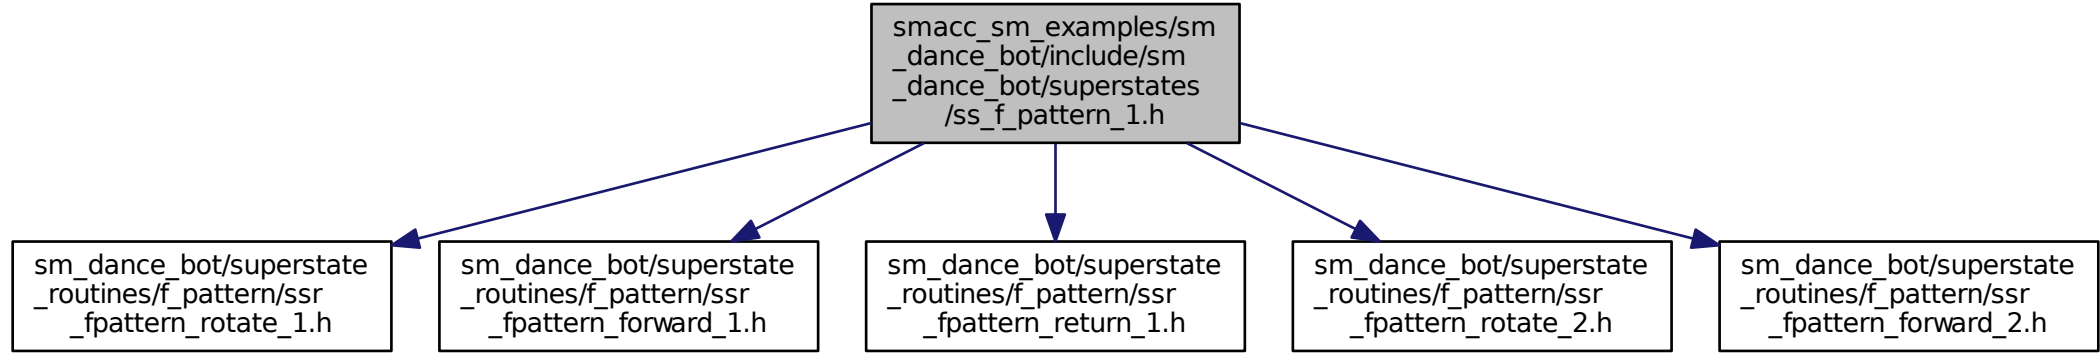 smacc_sm_examples/sm
_dance_bot/include/sm
_dance_bot/superstates
/ss_f_pattern_1.h
sm_dance_bot/superstate
_routines/f_pattern/ssr
_fpattern_rotate_1.h
sm_dance_bot/superstate
_routines/f_pattern/ssr
_fpattern_forward_1.h
sm_dance_bot/superstate
_routines/f_pattern/ssr
_fpattern_return_1.h
sm_dance_bot/superstate
_routines/f_pattern/ssr
_fpattern_rotate_2.h
sm_dance_bot/superstate
_routines/f_pattern/ssr
_fpattern_forward_2.h